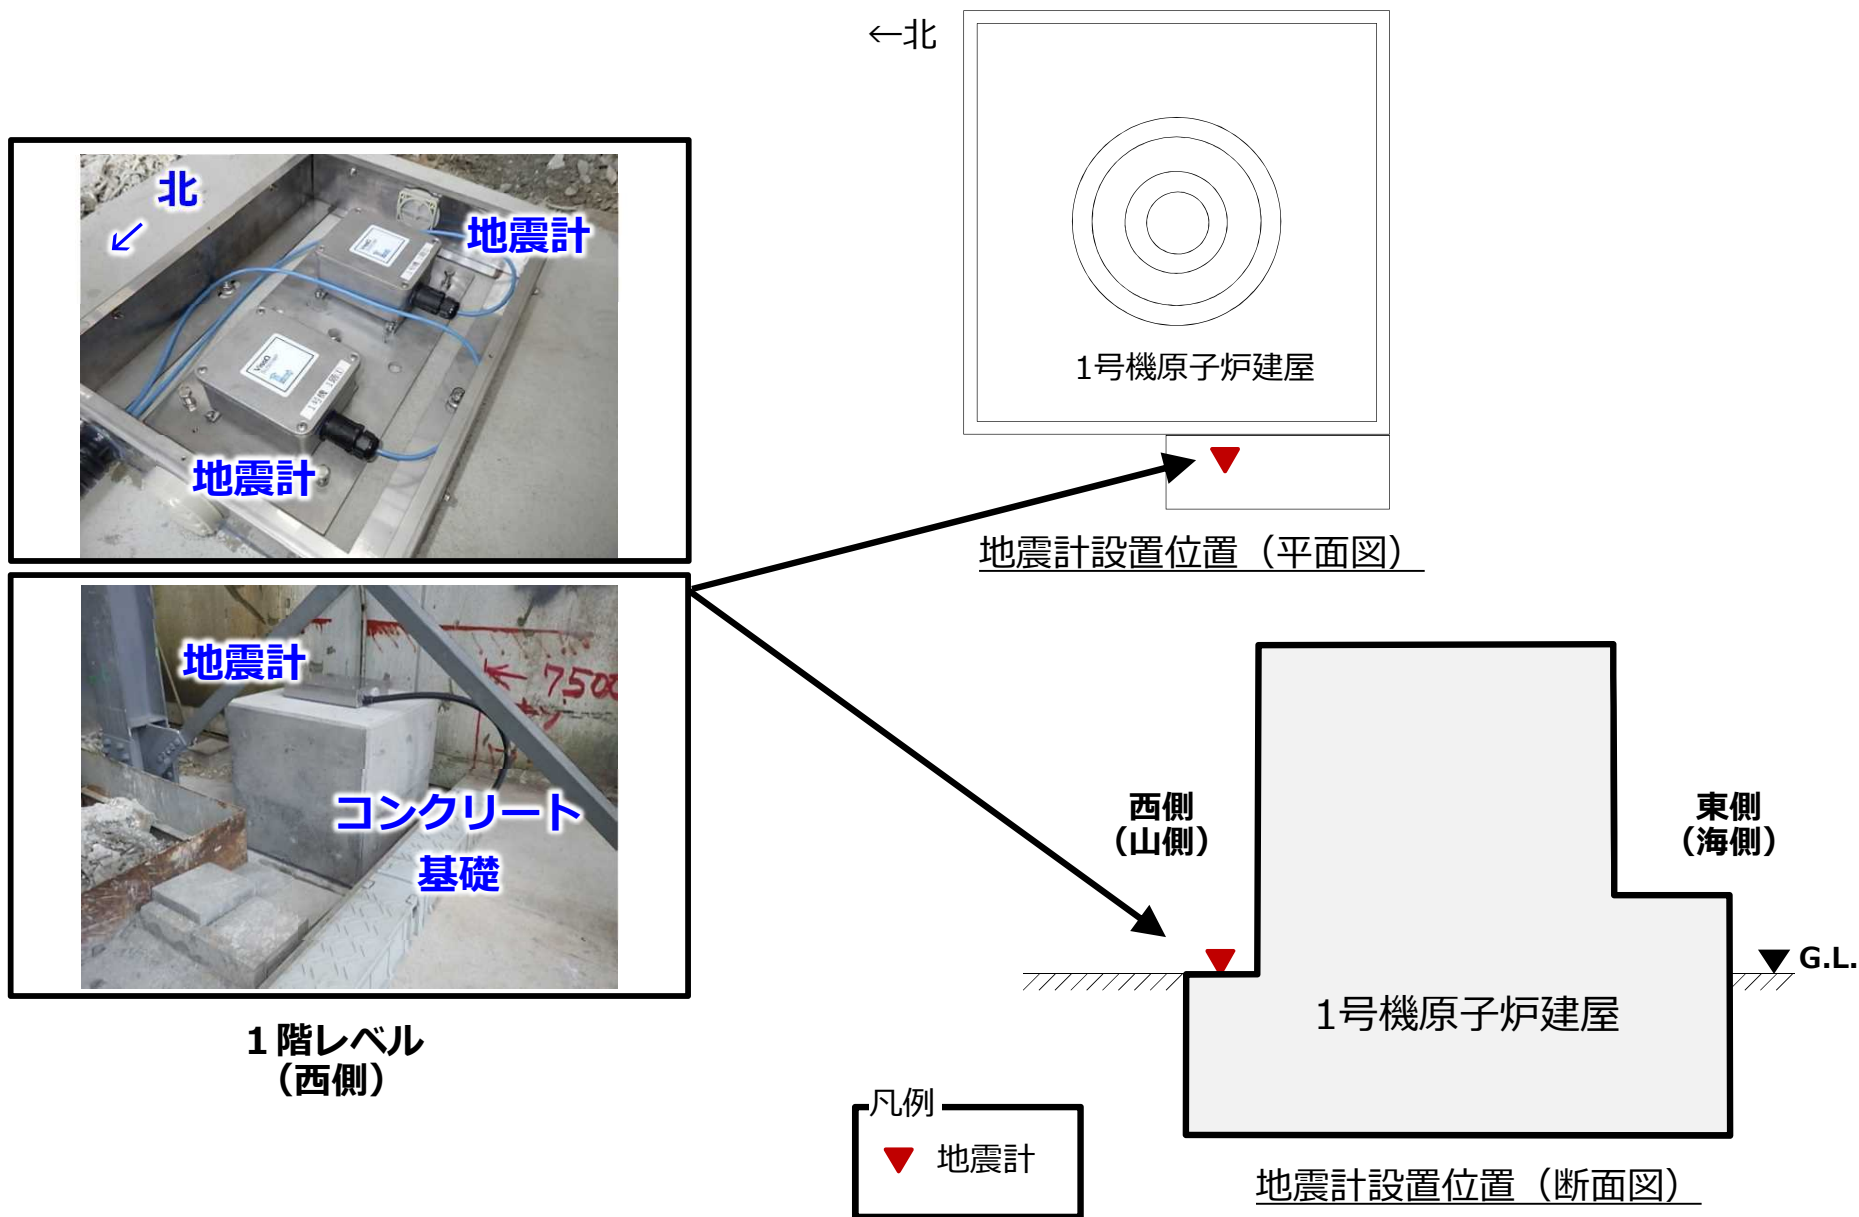 ←北
北
↙
地震計
地震計
1号機原子炉建屋
地震計設置位置（平面図）
地震計
7500
コンクリート
基礎
1階レベル
（西側）
西側
（山側）
東側
（海側）
G.L.
1号機原子炉建屋
凡例
地震計
地震計設置位置（断面図）